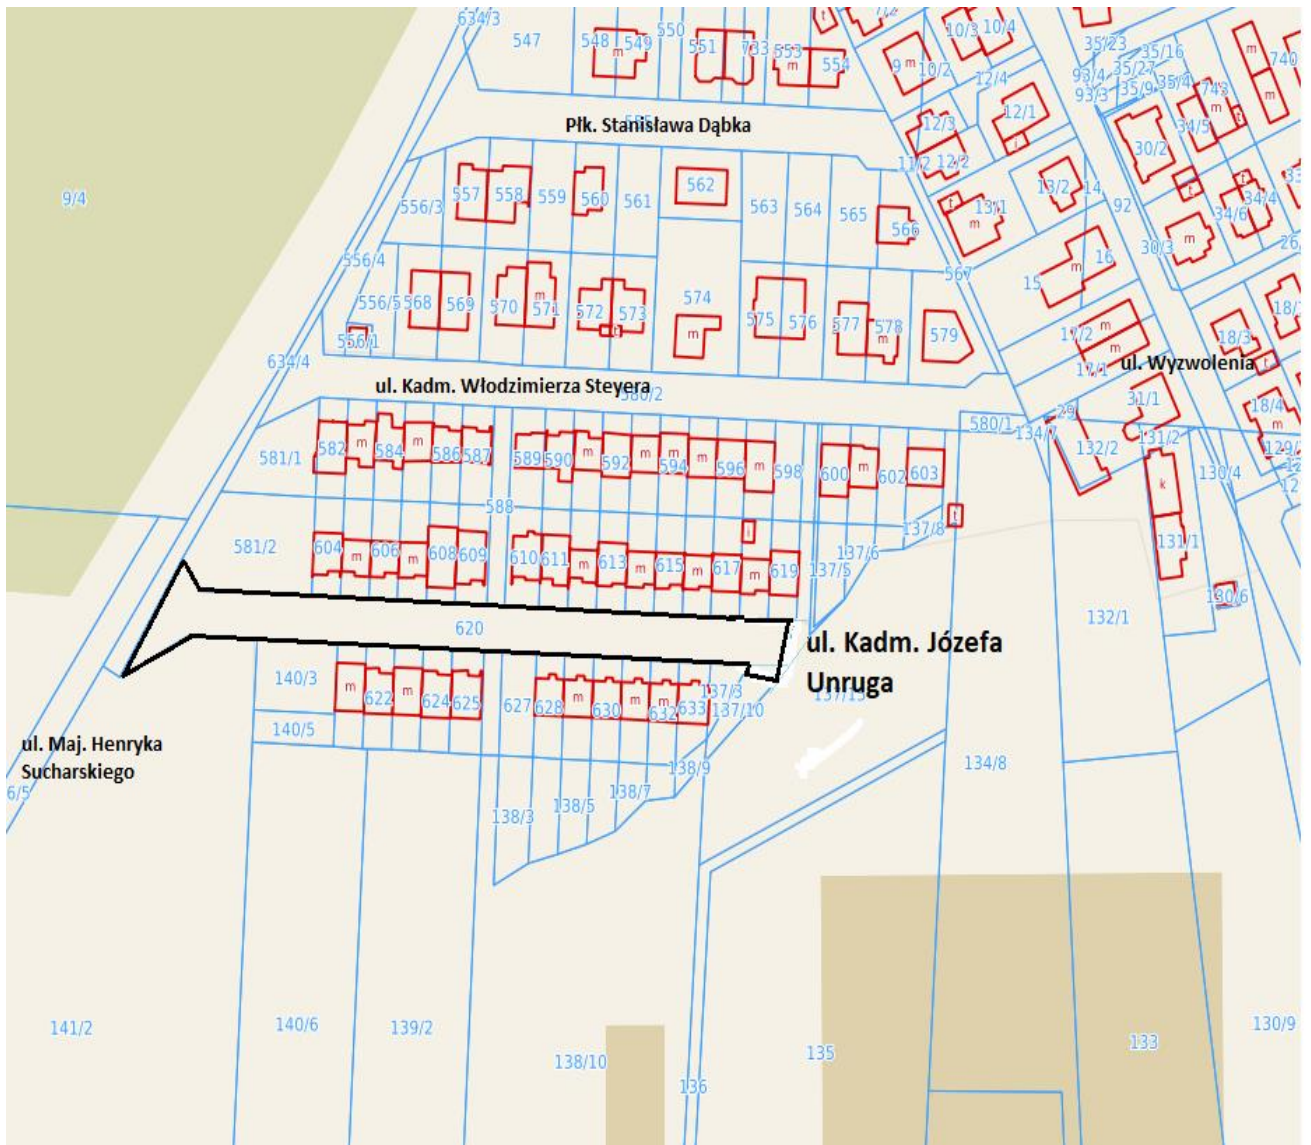 634/3
547
548
549
550
551
733
553
554
t
7/2
10/3
10/4
35/23
35/16
740
m
m
m
9
10/2
12/4
93/4
35/27
35/9
35/4
743
m
93/3
Płk. Stanisława Dąbka
12/3
12/1
34/5
m
t
m
30/2
11/2
12/2
i
9/4
557
558
559
560
561
562
563
564
565
566
13/2
14
92
t
t
34/4
34/6
556/3
t
13/1
m
m
30/3
556/4
567
16
15
m
556/5
568
569
570
m
571
572
573
574
575
576
577
578
579
t
m
m
556/1
17/2
m
m
17/1
18/3
634/4
ul. Wyzwolenia
t
ul. Kadm. Włodzimierza Steyera
580/2
31/1
18/4
29
580/1
134/7
132/2
131/2
m
581/1
582
m
584
m
586
587
589
590
m
592
m
594
m
596
m
598
600
m
602
603
130/4
k
588
t
581/2
604
m
606
m
608
609
610
611
m
613
m
615
m
617
m
619
i
137/8
137/6
137/5
131/1
130/6
132/1
620
ul. Kadm. Józefa
Unruga
140/3
m
622
m
624
625
627
628
m
630
m
632
633
137/3
137/10
137/13
140/5
ul. Maj. Henryka
Sucharskiego
6/5
138/9
134/8
138/3
138/5
138/7
141/2
140/6
139/2
138/10
136
135
133
130/9